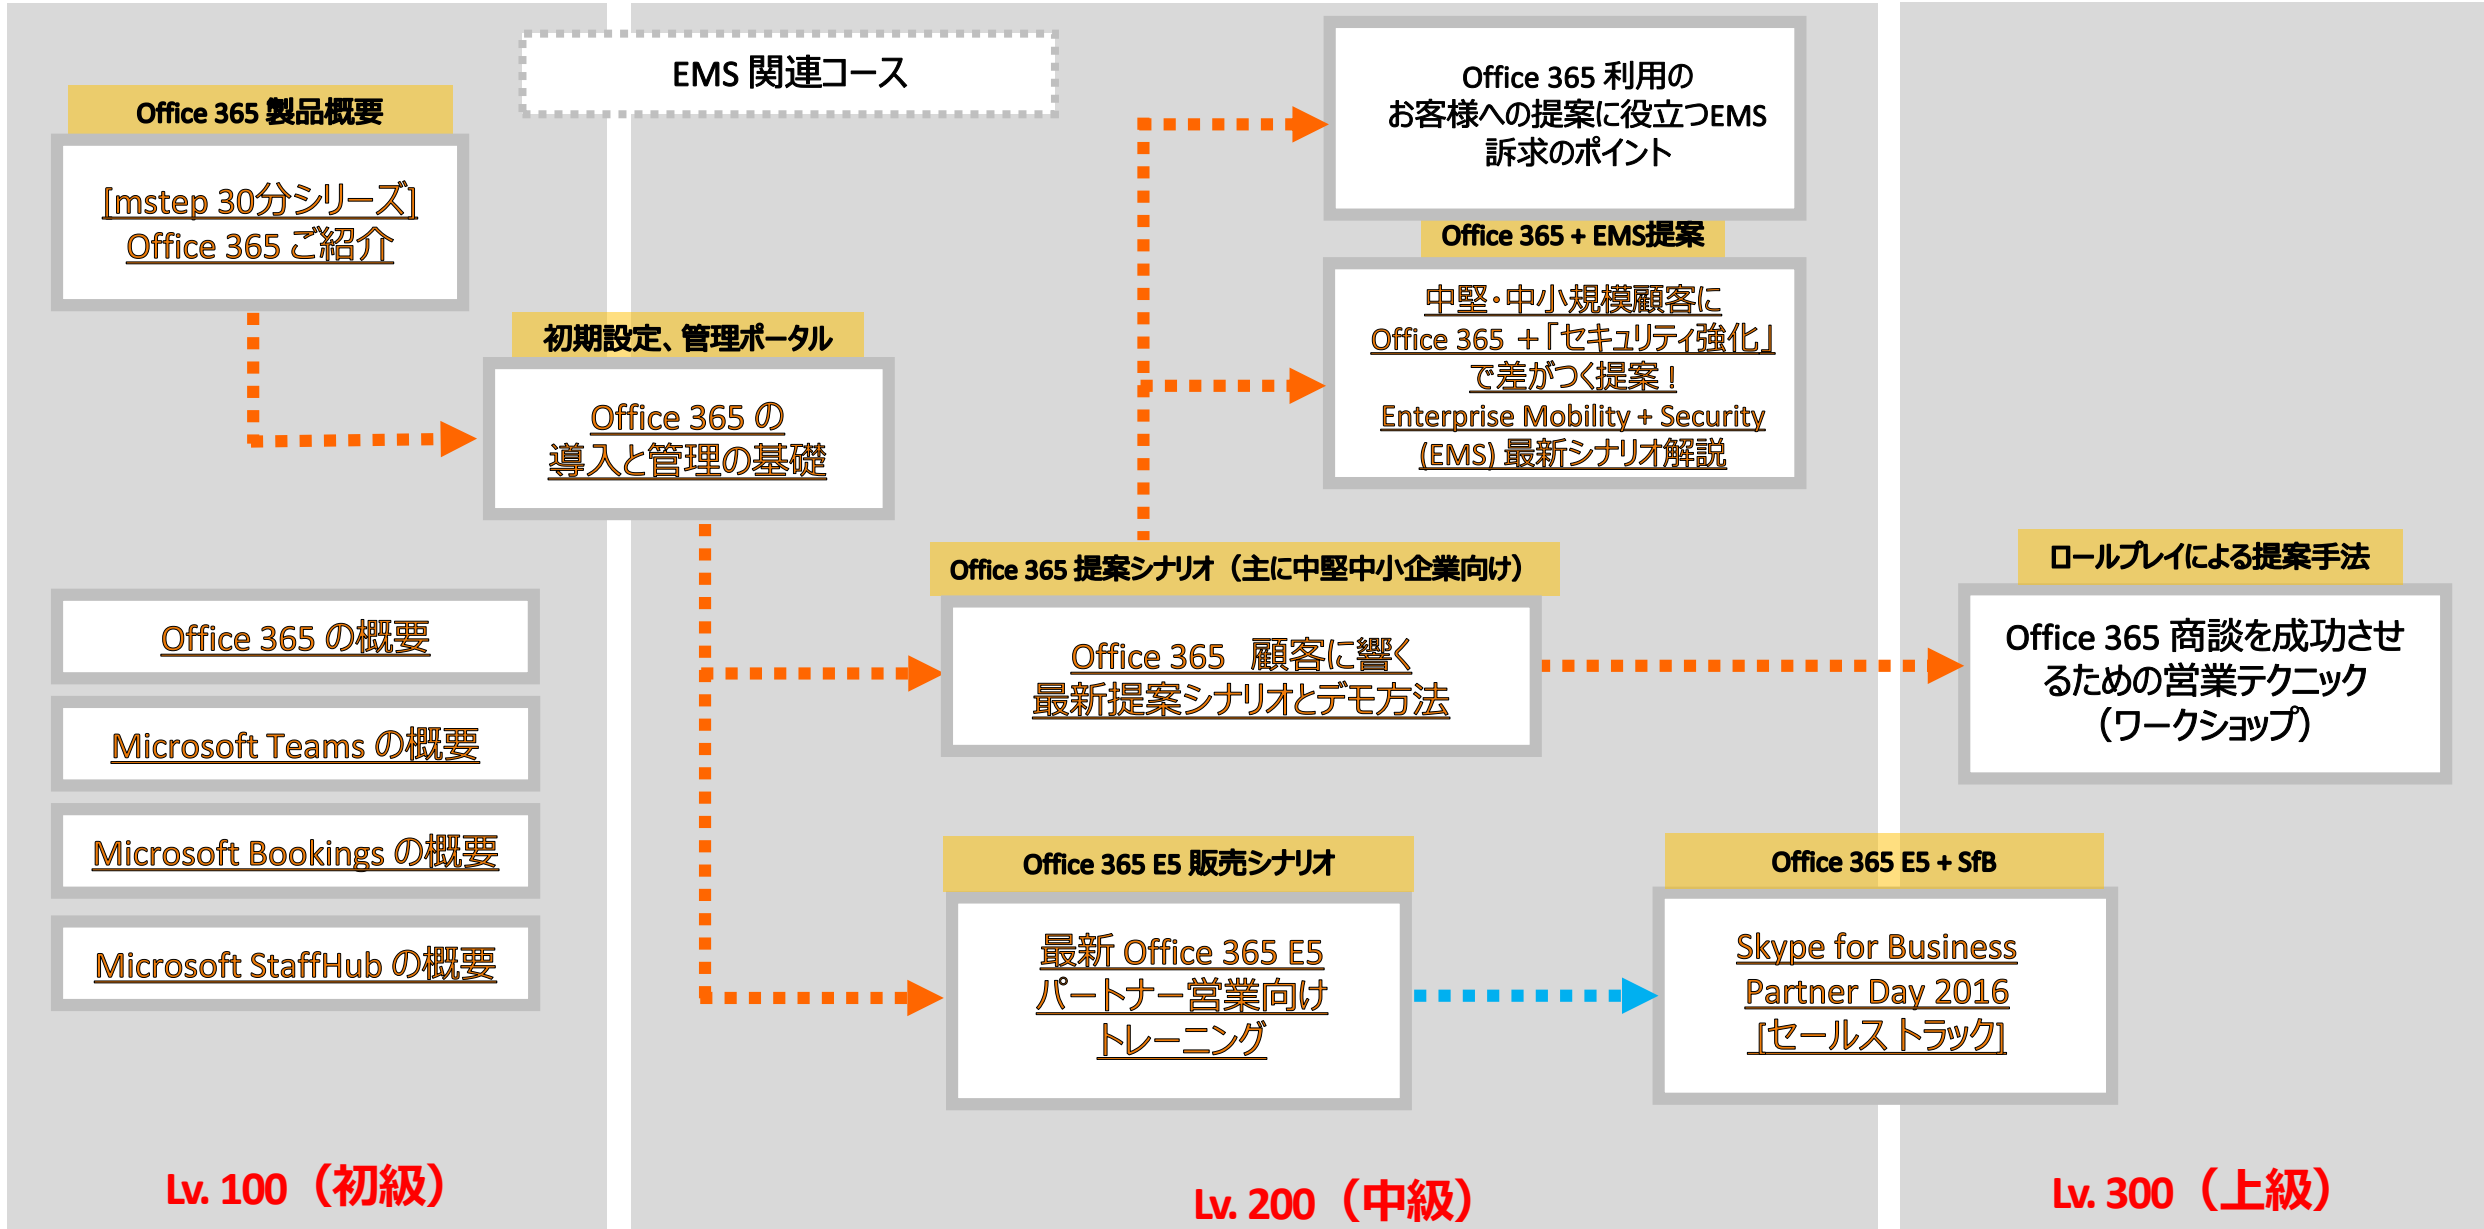 EMS 関連コース
Office 365 製品概要
[mstep 30分シリーズ]
Office 365 ご紹介
初期設定、管理ポータル
Office 365 の
導入と管理の基礎
Office 365 の概要
Microsoft Teams の概要
Microsoft Bookings の概要
Microsoft StaffHub の概要
Lv. 100（初級）
Office 365 利用の
お客様への提案に役立つEMS
訴求のポイント
Office 365 + EMS提案
中堅・中小規模顧客に
Office 365 ＋「セキュリティ強化」
で差がつく提案！
Enterprise Mobility + Security
(EMS) 最新シナリオ解説
Office 365 提案シナリオ（主に中堅中小企業向け）
Office 365　顧客に響く
最新提案シナリオとデモ方法
Office 365 E5 販売シナリオ
最新 Office 365 E5
パートナー営業向け
トレーニング
Office 365 E5 + SfB
Skype for Business
Partner Day 2016
[セールス トラック]
Lv. 200（中級）
ロールプレイによる提案手法
Office 365 商談を成功させ
るための営業テクニック
（ワークショップ）
Lv. 300（上級）